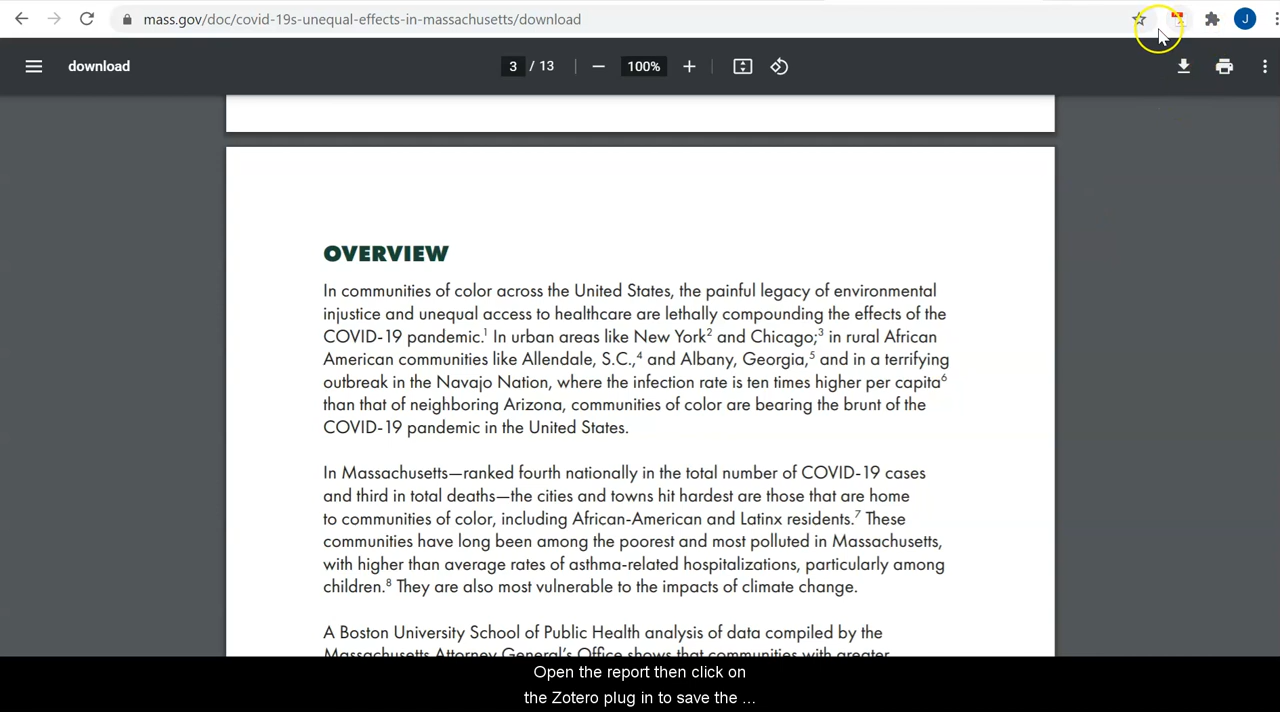 mass.gov/doc/covid-19s-unequal-effects-in-massachusetts/download
J
download
3 / 13
100%
OVERVIEW
In communities of color across the United States, the painful legacy of environmental
injustice and unequal access to healthcare are lethally compounding the effects of the
COVID-19 pandemic.¹ In urban areas like New York² and Chicago;³ in rural African
American communities like Allendale, S.C.,⁴ and Albany, Georgia,⁵ and in a terrifying
outbreak in the Navajo Nation, where the infection rate is ten times higher per capita⁶
than that of neighboring Arizona, communities of color are bearing the brunt of the
COVID-19 pandemic in the United States.
In Massachusetts—ranked fourth nationally in the total number of COVID-19 cases
and third in total deaths—the cities and towns hit hardest are those that are home
to communities of color, including African-American and Latinx residents.⁷ These
communities have long been among the poorest and most polluted in Massachusetts,
with higher than average rates of asthma-related hospitalizations, particularly among
children.⁸ They are also most vulnerable to the impacts of climate change.
A Boston University School of Public Health analysis of data compiled by the
Massachusetts Attorney General's Office shows that communities with greater
Open the report then click on
the Zotero plug in to save the ...